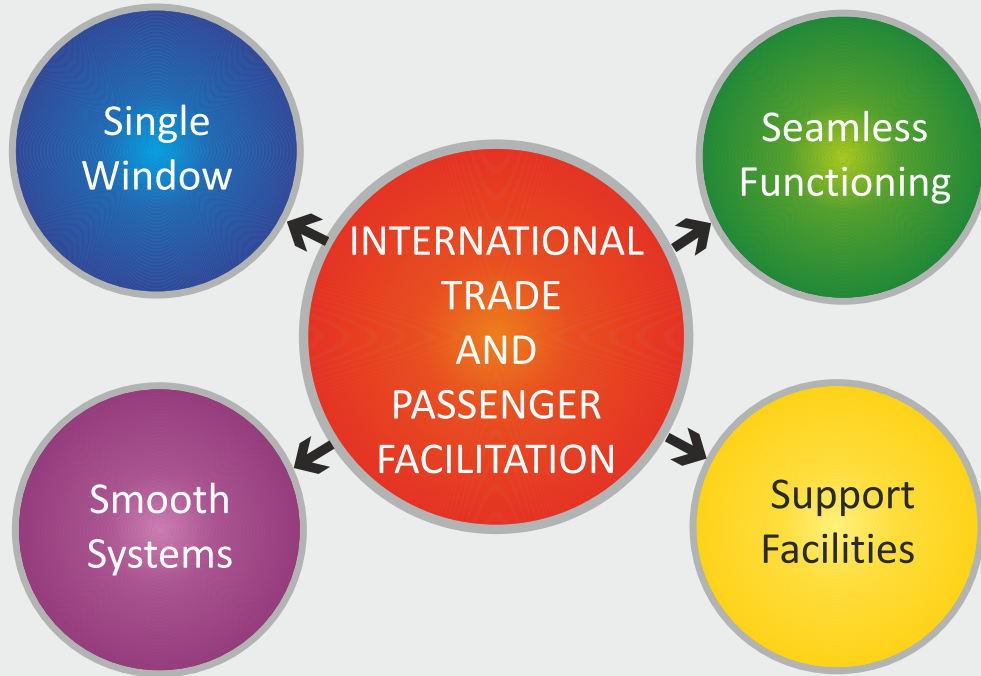 Single
Window
Seamless
Functioning
INTERNATIONAL
TRADE
AND
PASSENGER
FACILITATION
Smooth
Systems
Support
Facilities